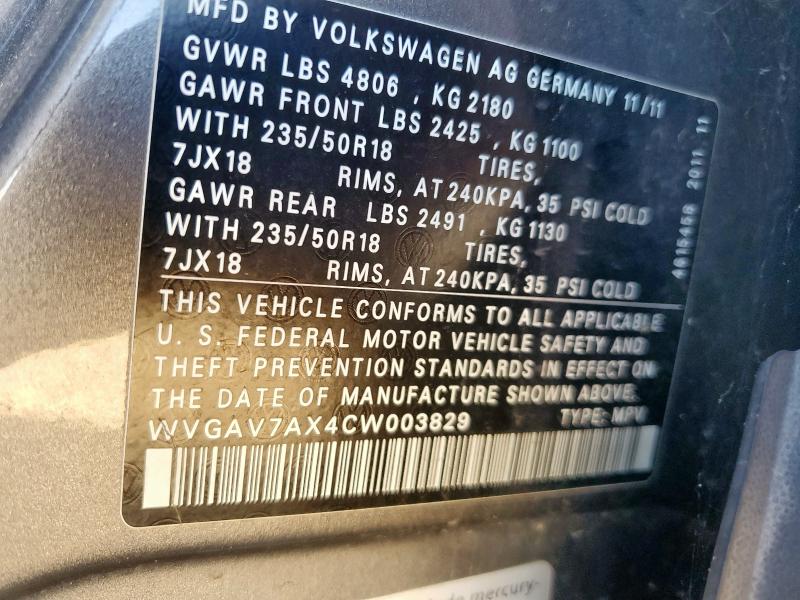 MFD BY VOLKSWAGEN AG GERMANY 11/11
GVWR LBS 4806 , KG 2180
GAWR FRONT LBS 2425 , KG 1100
WITH 235/50R18 TIRES,
7JX18 RIMS, AT 240KPA, 35 PSI COLD
GAWR REAR LBS 2491 , KG 1130
WITH 235/50R18 TIRES,
7JX18 RIMS, AT 240KPA, 35 PSI COLD
THIS VEHICLE CONFORMS TO ALL APPLICABLE
U. S. FEDERAL MOTOR VEHICLE SAFETY AND
THEFT PREVENTION STANDARDS IN EFFECT ON
THE DATE OF MANUFACTURE SHOWN ABOVE.
WVGAV7AX4CW003829 TYPE: MPV
2011.11
mercury-